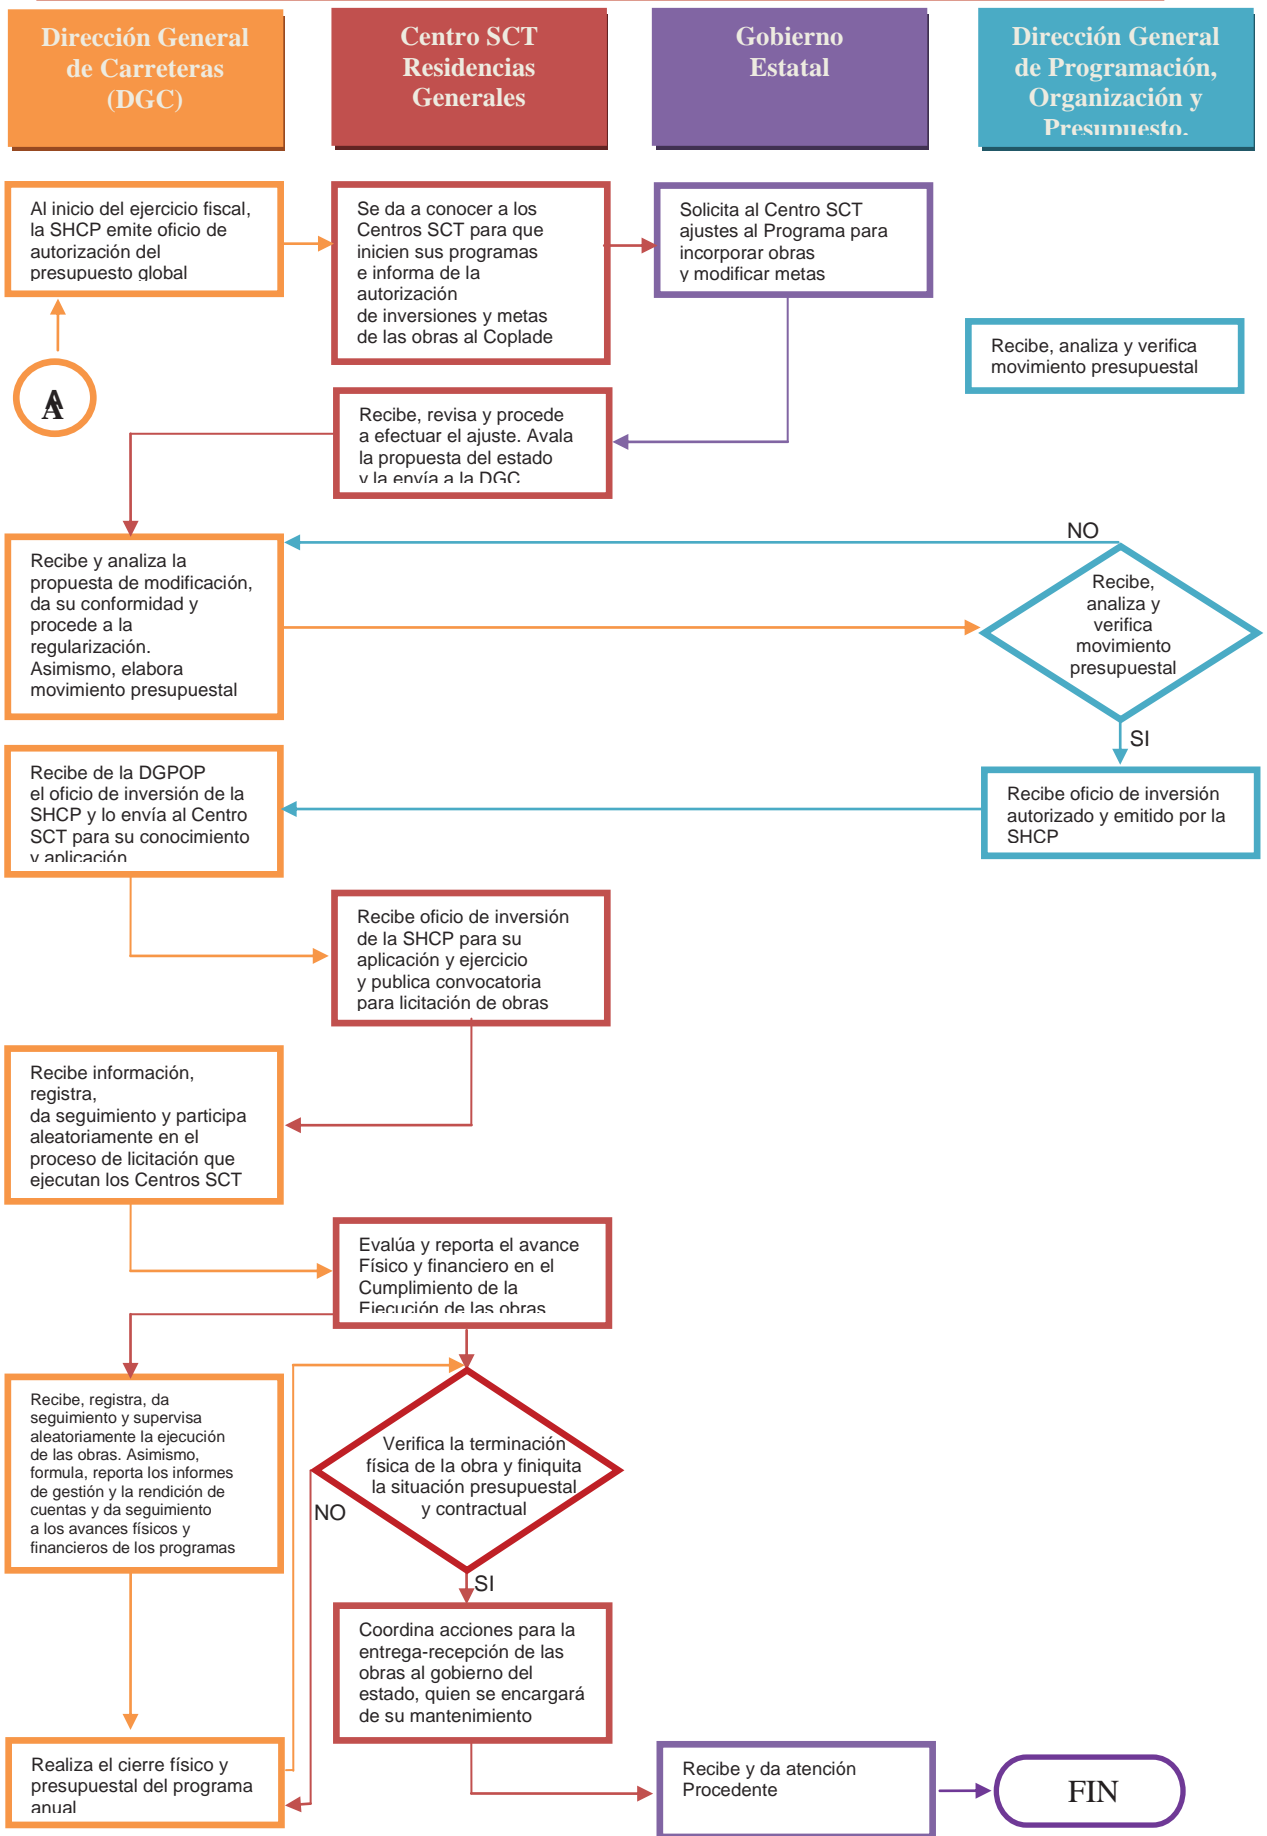 Dirección General
de Carreteras
(DGC)
Centro SCT
Residencias
Generales
Gobierno
Estatal
Dirección General
de Programación,
Organización y
Presupuesto.
Al inicio del ejercicio fiscal,
la SHCP emite oficio de
autorización del
presupuesto global
Se da a conocer a los
Centros SCT para que
inicien sus programas
e informa de la
autorización
de inversiones y metas
de las obras al Coplade
Solicita al Centro SCT
ajustes al Programa para
incorporar obras
y modificar metas
Recibe, analiza y verifica
movimiento presupuestal
A
Recibe, revisa y procede
a efectuar el ajuste. Avala
la propuesta del estado
y la envía a la DGC
Recibe y analiza la
propuesta de modificación,
da su conformidad y
procede a la
regularización.
Asimismo, elabora
movimiento presupuestal
NO
Recibe,
analiza y
verifica
movimiento
presupuestal
SI
Recibe de la DGPOP
el oficio de inversión de la
SHCP y lo envía al Centro
SCT para su conocimiento
y aplicación
Recibe oficio de inversión
autorizado y emitido por la
SHCP
Recibe oficio de inversión
de la SHCP para su
aplicación y ejercicio
y publica convocatoria
para licitación de obras
Recibe información,
registra,
da seguimiento y participa
aleatoriamente en el
proceso de licitación que
ejecutan los Centros SCT
Evalúa y reporta el avance
Físico y financiero en el
Cumplimiento de la
Ejecución de las obras
Recibe, registra, da
seguimiento y supervisa
aleatoriamente la ejecución
de las obras. Asimismo,
formula, reporta los informes
de gestión y la rendición de
cuentas y da seguimiento
a los avances físicos y
financieros de los programas
Verifica la terminación
física de la obra y finiquita
la situación presupuestal
y contractual
NO
SI
Coordina acciones para la
entrega-recepción de las
obras al gobierno del
estado, quien se encargará
de su mantenimiento
Realiza el cierre físico y
presupuestal del programa
anual
Recibe y da atención
Procedente
FIN